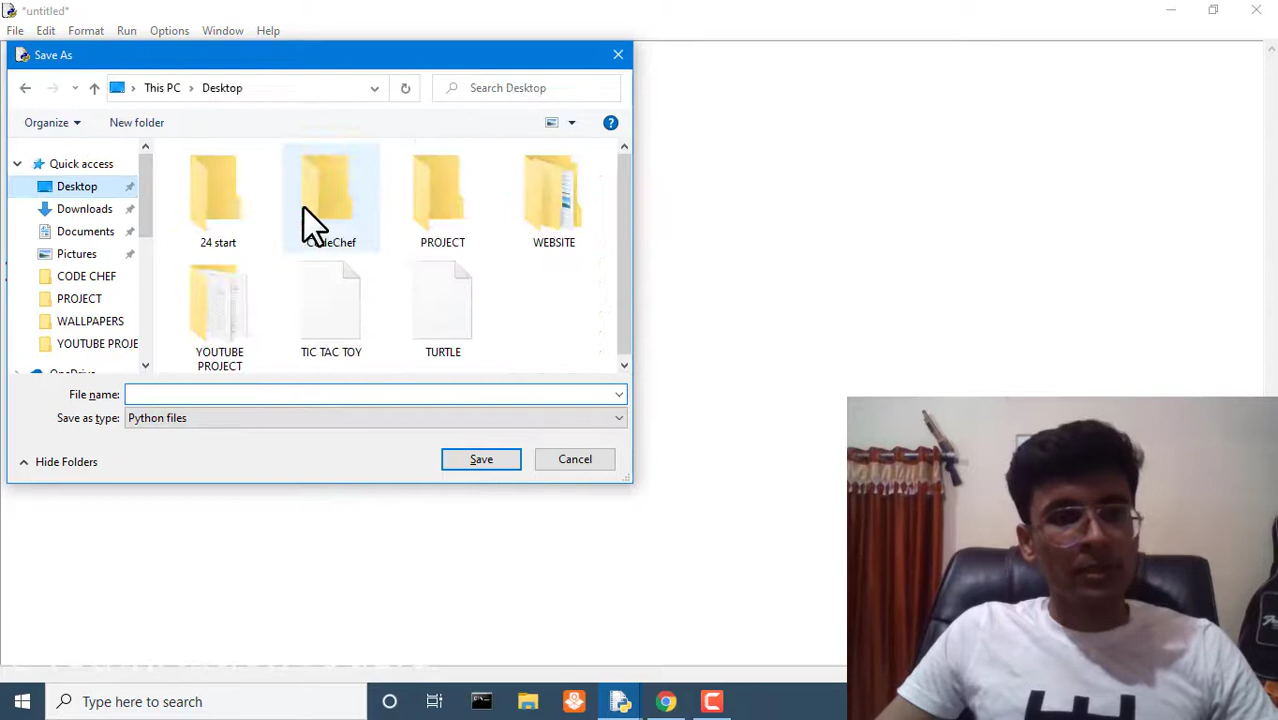 *untitled*
File Edit Format Run Options Window Help
Save As
This PC Desktop
Search Desktop
Organize New folder
Quick access
Desktop
Downloads
Documents
Pictures
CODE CHEF
PROJECT
WALLPAPERS
YOUTUBE PROJE
OneDrive
24 start
CodeChef
PROJECT
WEBSITE
YOUTUBE
PROJECT
TIC TAC TOY
TURTLE
File name:
Save as type: Python files
Hide Folders
Save Cancel
Type here to search